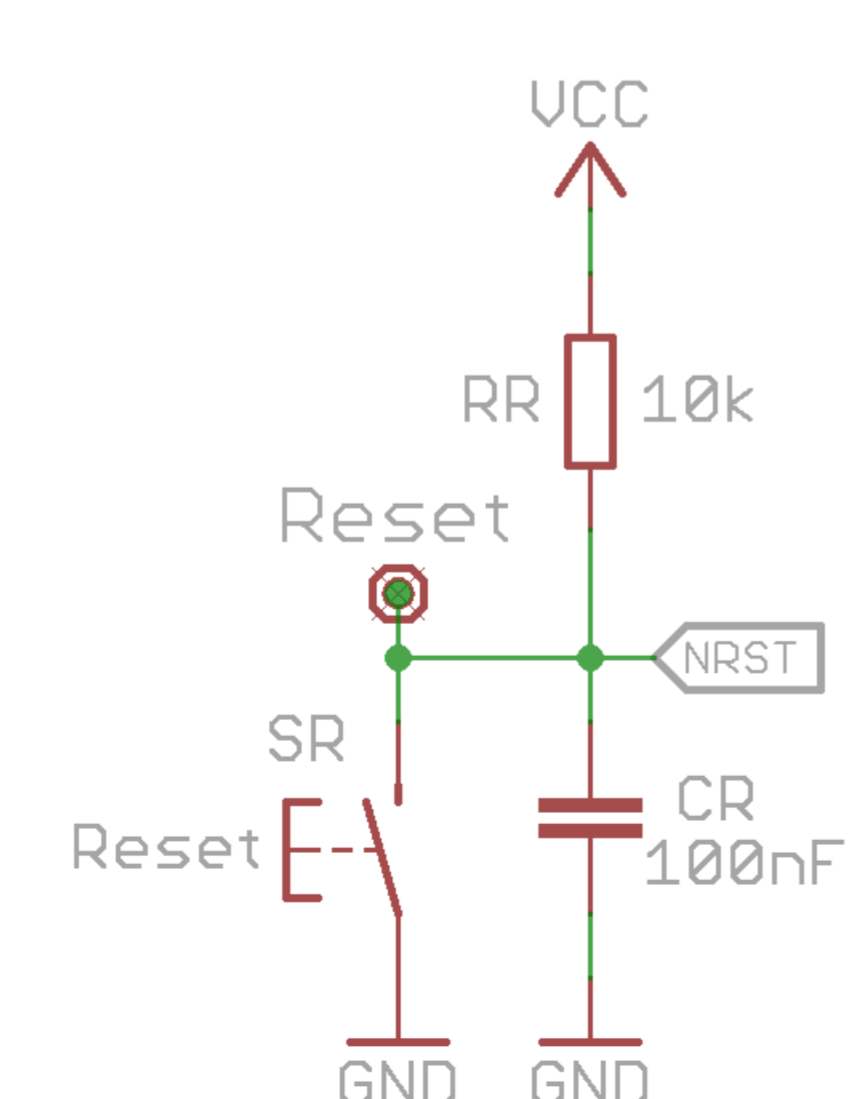 VCC
RR 10k
Reset
NRST
SR
CR
Reset
100nF
GND GND